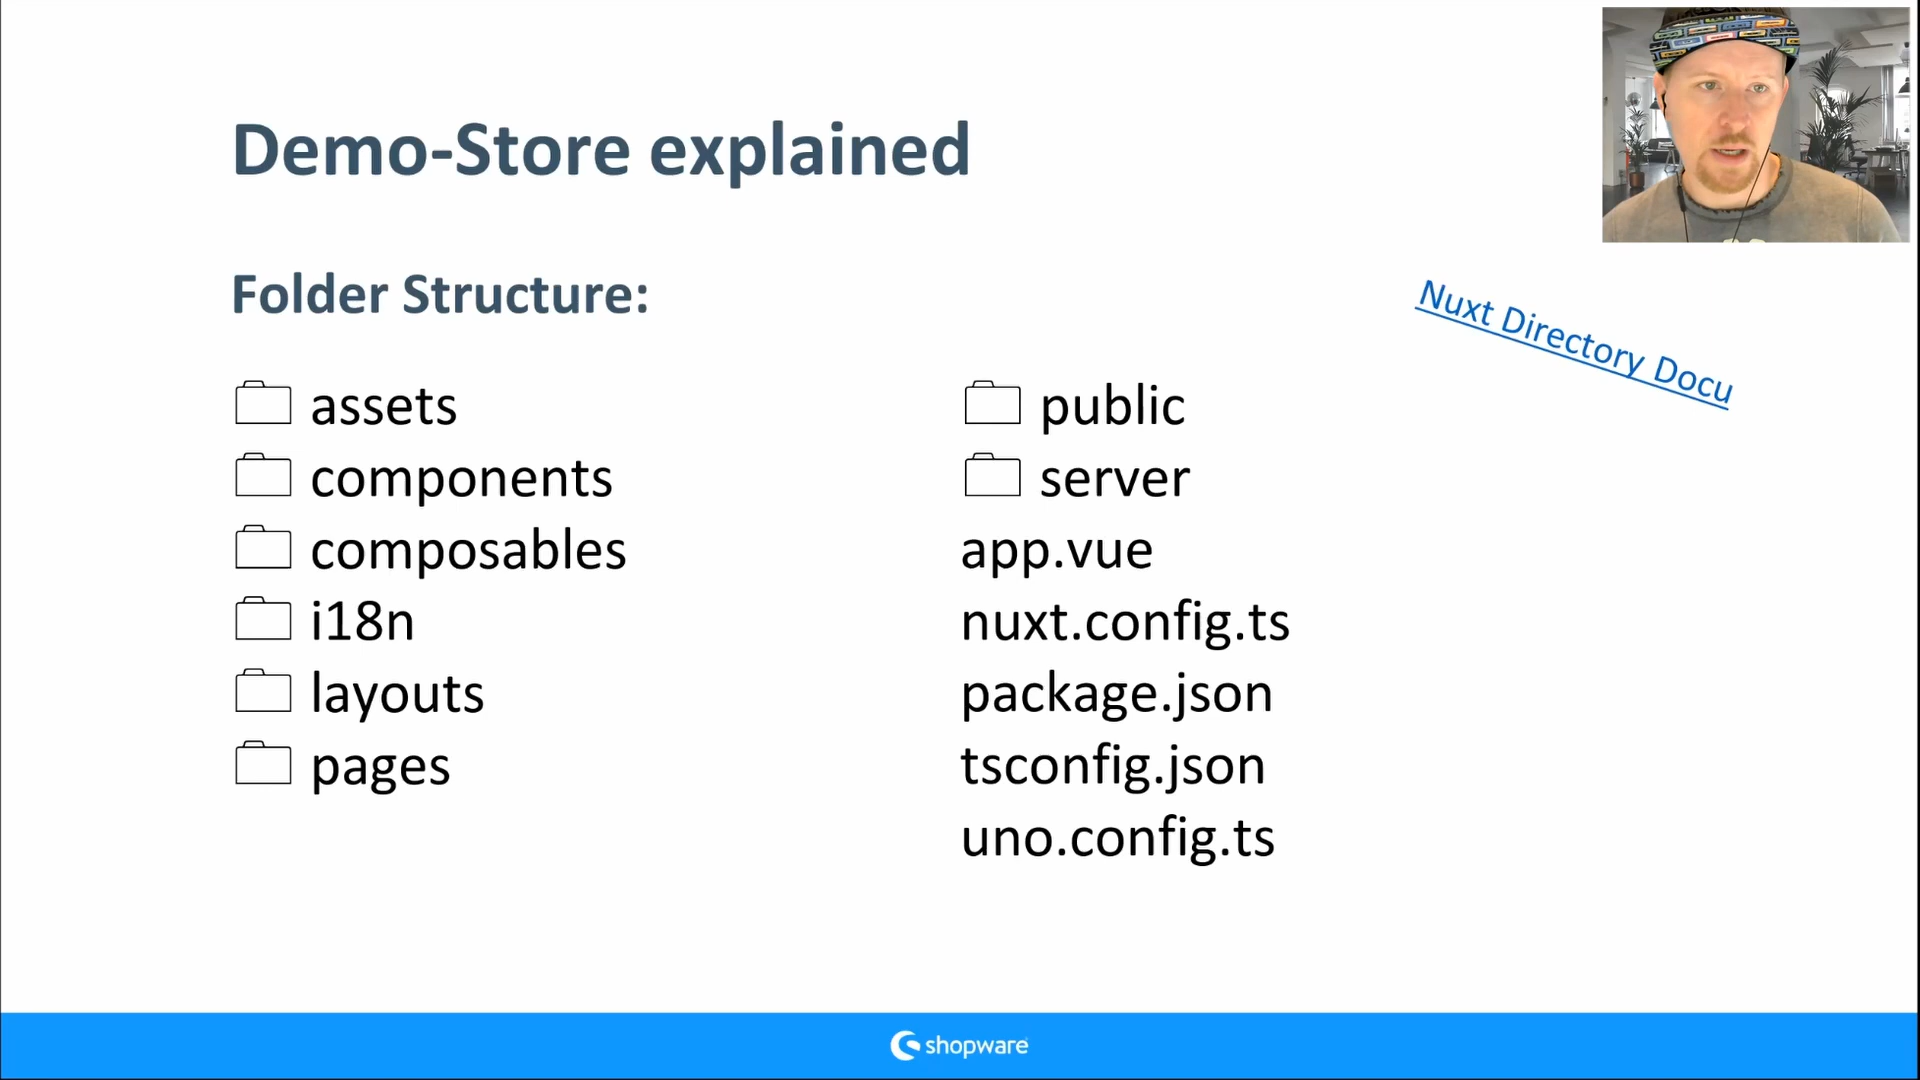 Demo-Store explained
Folder Structure:
Nuxt Directory Docu
assets
components
composables
i18n
layouts
pages
public
server
app.vue
nuxt.config.ts
package.json
tsconfig.json
uno.config.ts
shopware